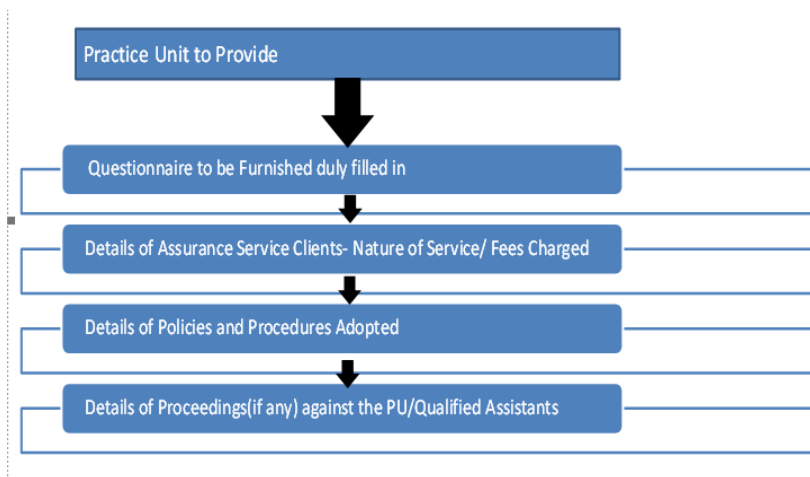 Practice Unit to Provide
Questionnaire to be Furnished duly filled in
Details of Assurance Service Clients- Nature of Service/ Fees Charged
Details of Policies and Procedures Adopted
Details of Proceedings(if any) against the PU/Qualified Assistants